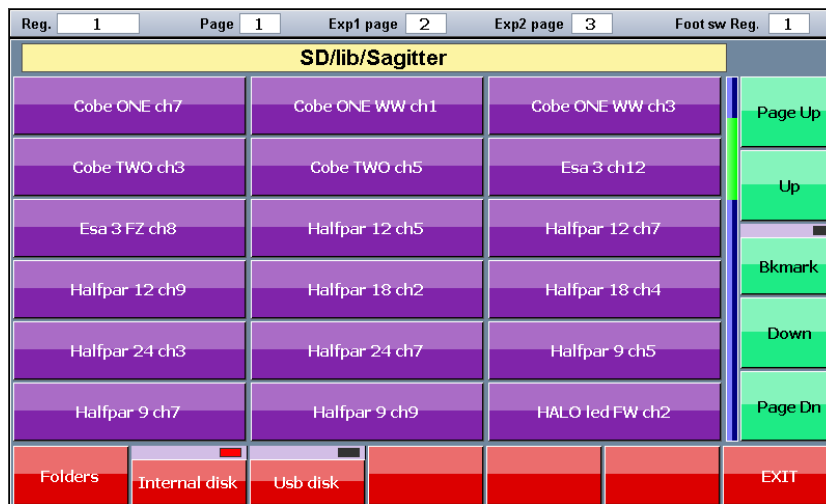 Reg. 1 Page 1 Exp1 page 2 Exp2 page 3 Foot sw Reg. 1
SD/lib/Sagitter
Cobe ONE ch7 Cobe ONE WW ch1 Cobe ONE WW ch3 Page Up
Cobe TWO ch3 Cobe TWO ch5 Esa 3 ch12 Up
Esa 3 FZ ch8 Halfpar 12 ch5 Halfpar 12 ch7
Halfpar 12 ch9 Halfpar 18 ch2 Halfpar 18 ch4 Bkmark
Halfpar 24 ch3 Halfpar 24 ch7 Halfpar 9 ch5 Down
Halfpar 9 ch7 Halfpar 9 ch9 HALO led FW ch2 Page Dn
Folders Internal disk Usb disk EXIT